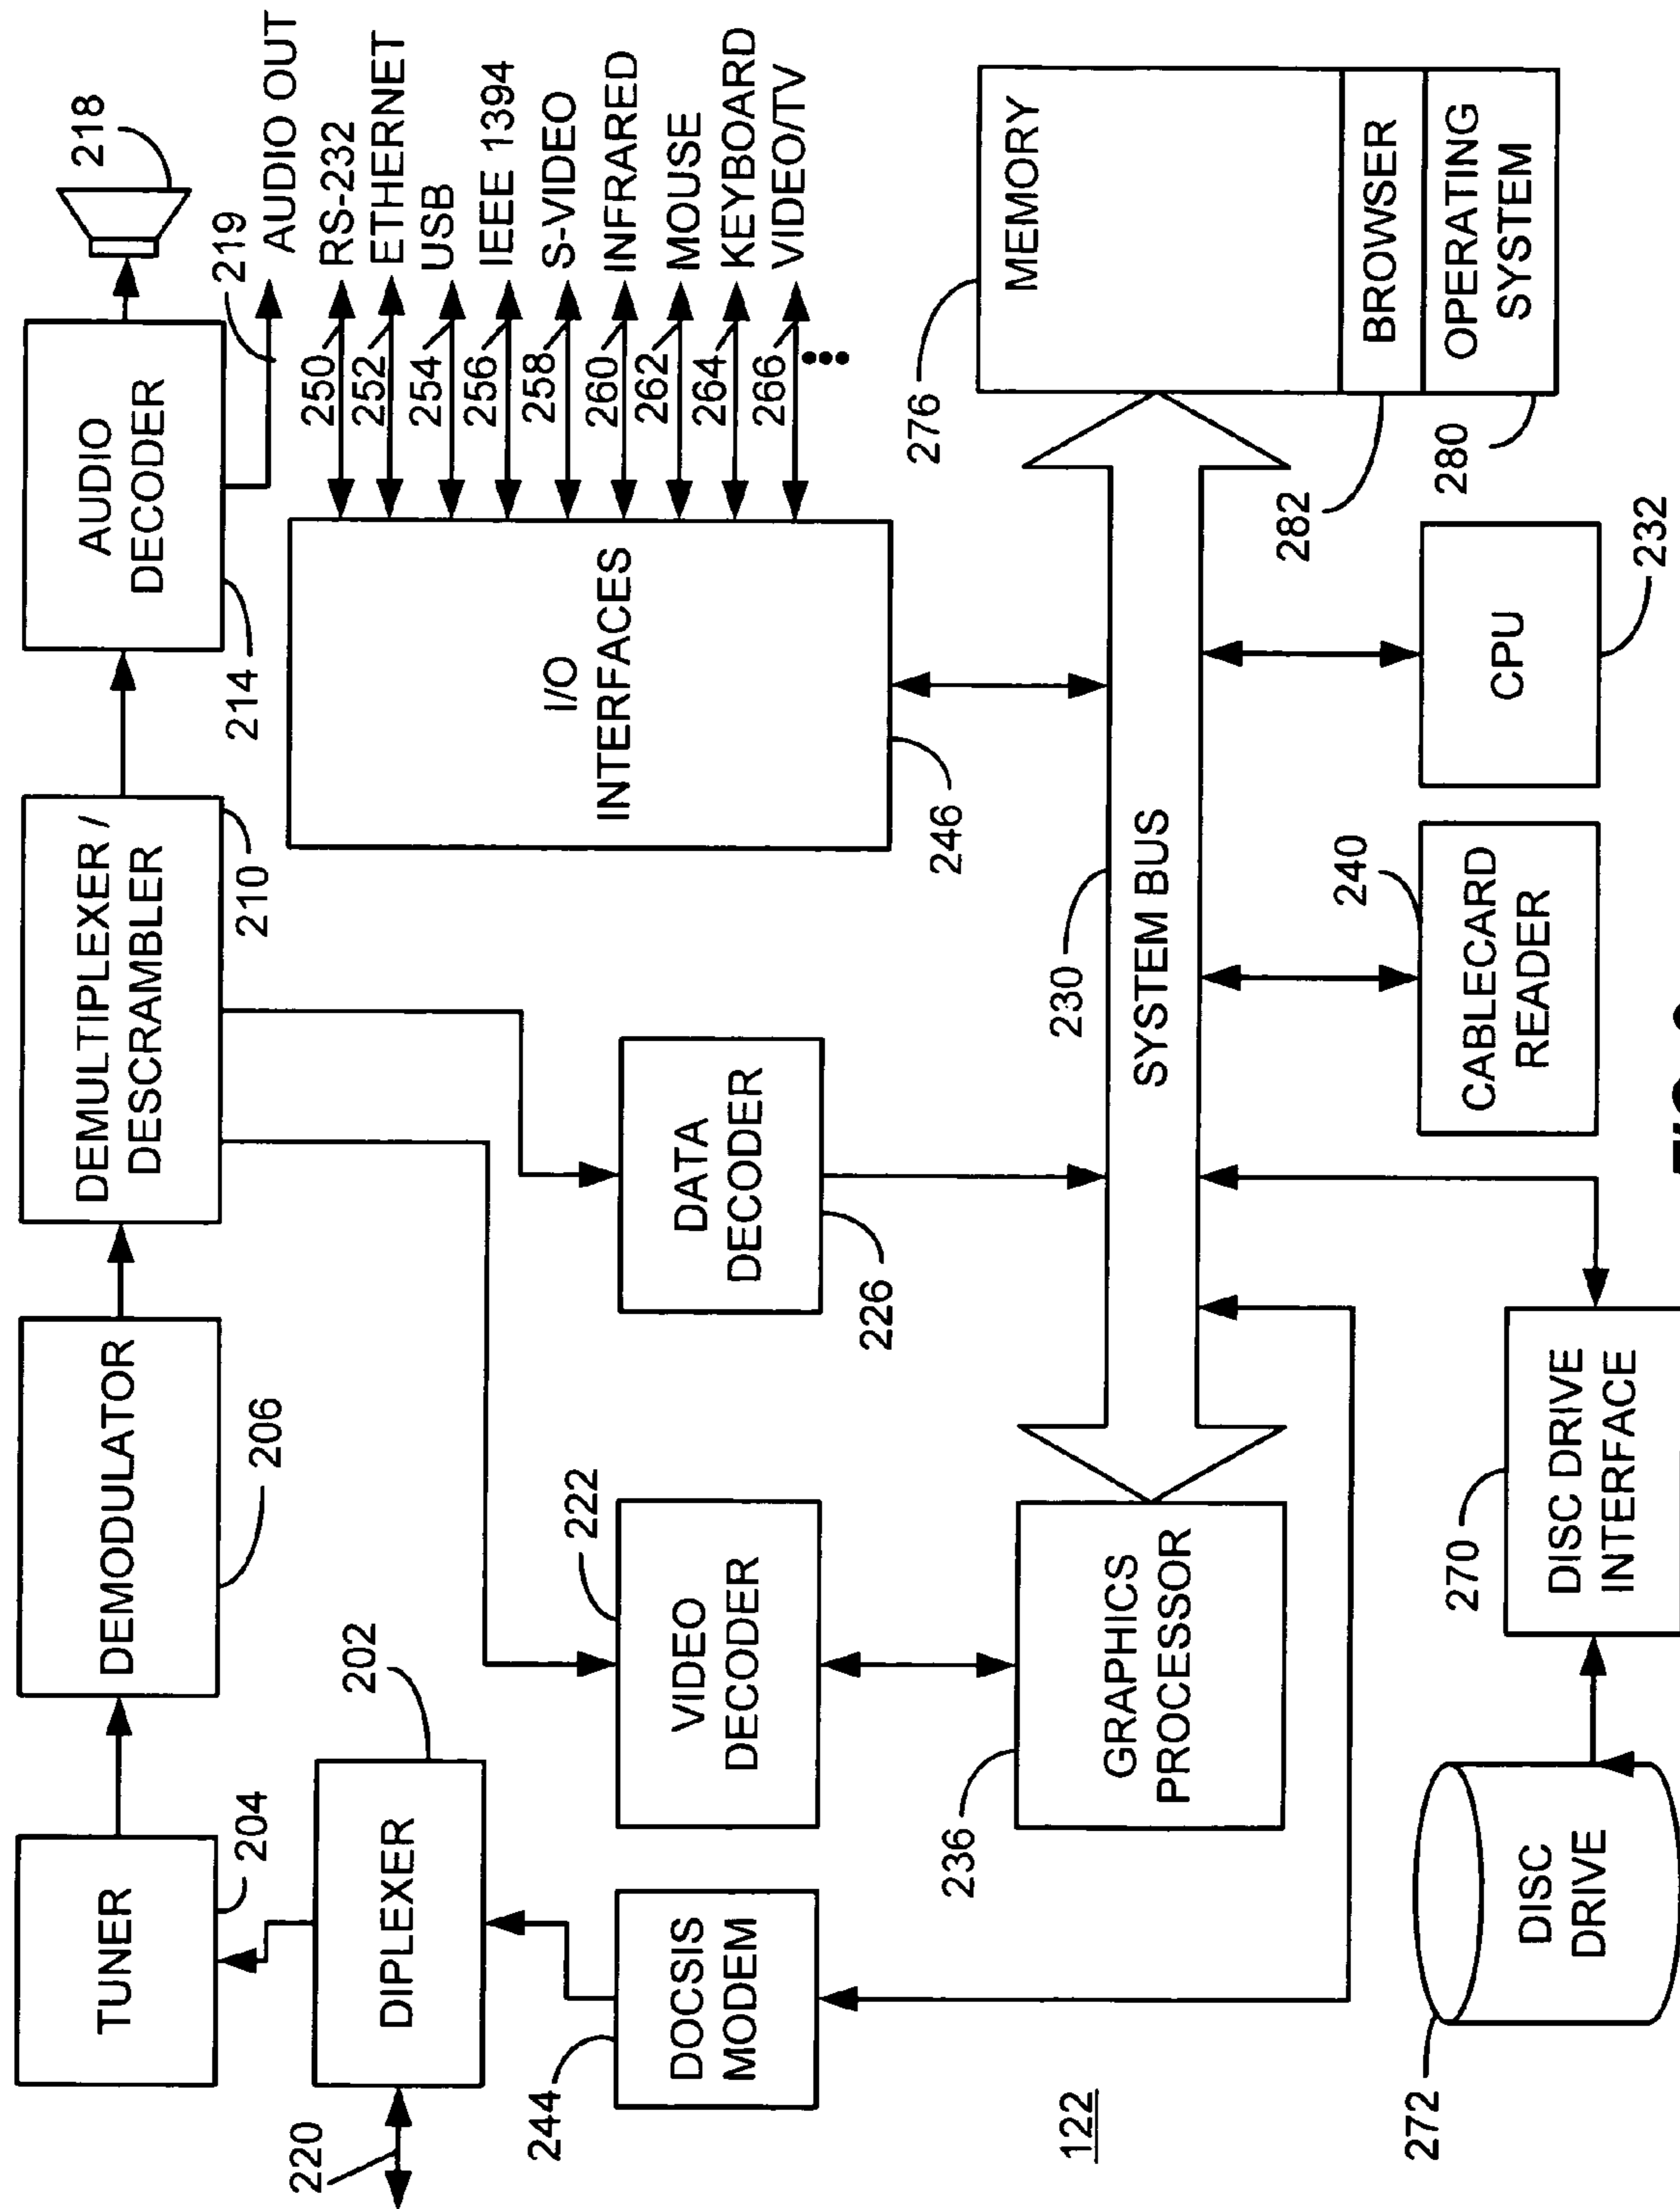 TUNER
204
DEMODULATOR
206
DEMULTIPLEXER /
DESCRAMBLER
210
AUDIO
DECODER
214
218
219
AUDIO OUT
220
DIPLEXER
202
250
RS-232
252
ETHERNET
254
USB
256
IEEE 1394
258
S-VIDEO
260
INFRARED
262
MOUSE
264
KEYBOARD
266
VIDEO/TV
I/O
INTERFACES
246
244
DOCSIS
MODEM
VIDEO
DECODER
222
DATA
DECODER
226
236
GRAPHICS
PROCESSOR
230
SYSTEM BUS
276
MEMORY
BROWSER
282
OPERATING
SYSTEM
280
122
272
DISC
DRIVE
270
DISC DRIVE
INTERFACE
CABLECARD
READER
240
CPU
232